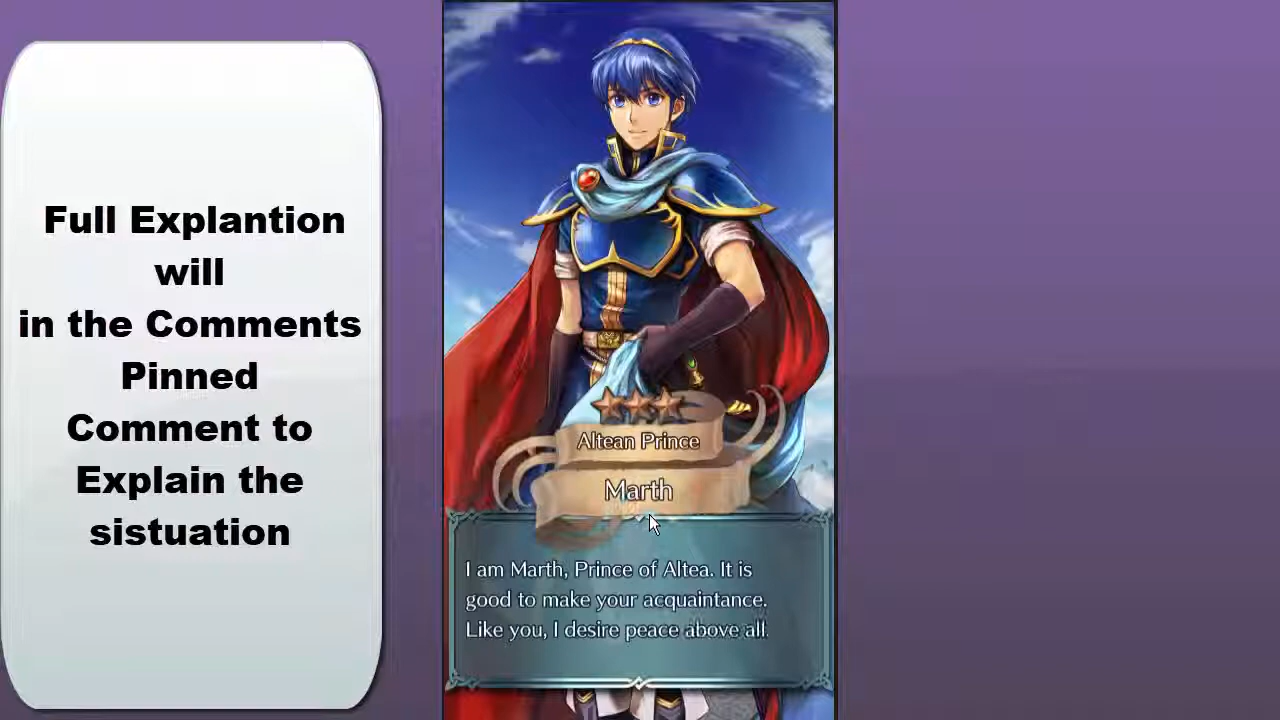 Full Explantion
will
in the Comments
Pinned
Comment to
Explain the
sistuation
Altean Prince
Marth
I am Marth, Prince of Altea. It is
good to make your acquaintance.
Like you, I desire peace above all.